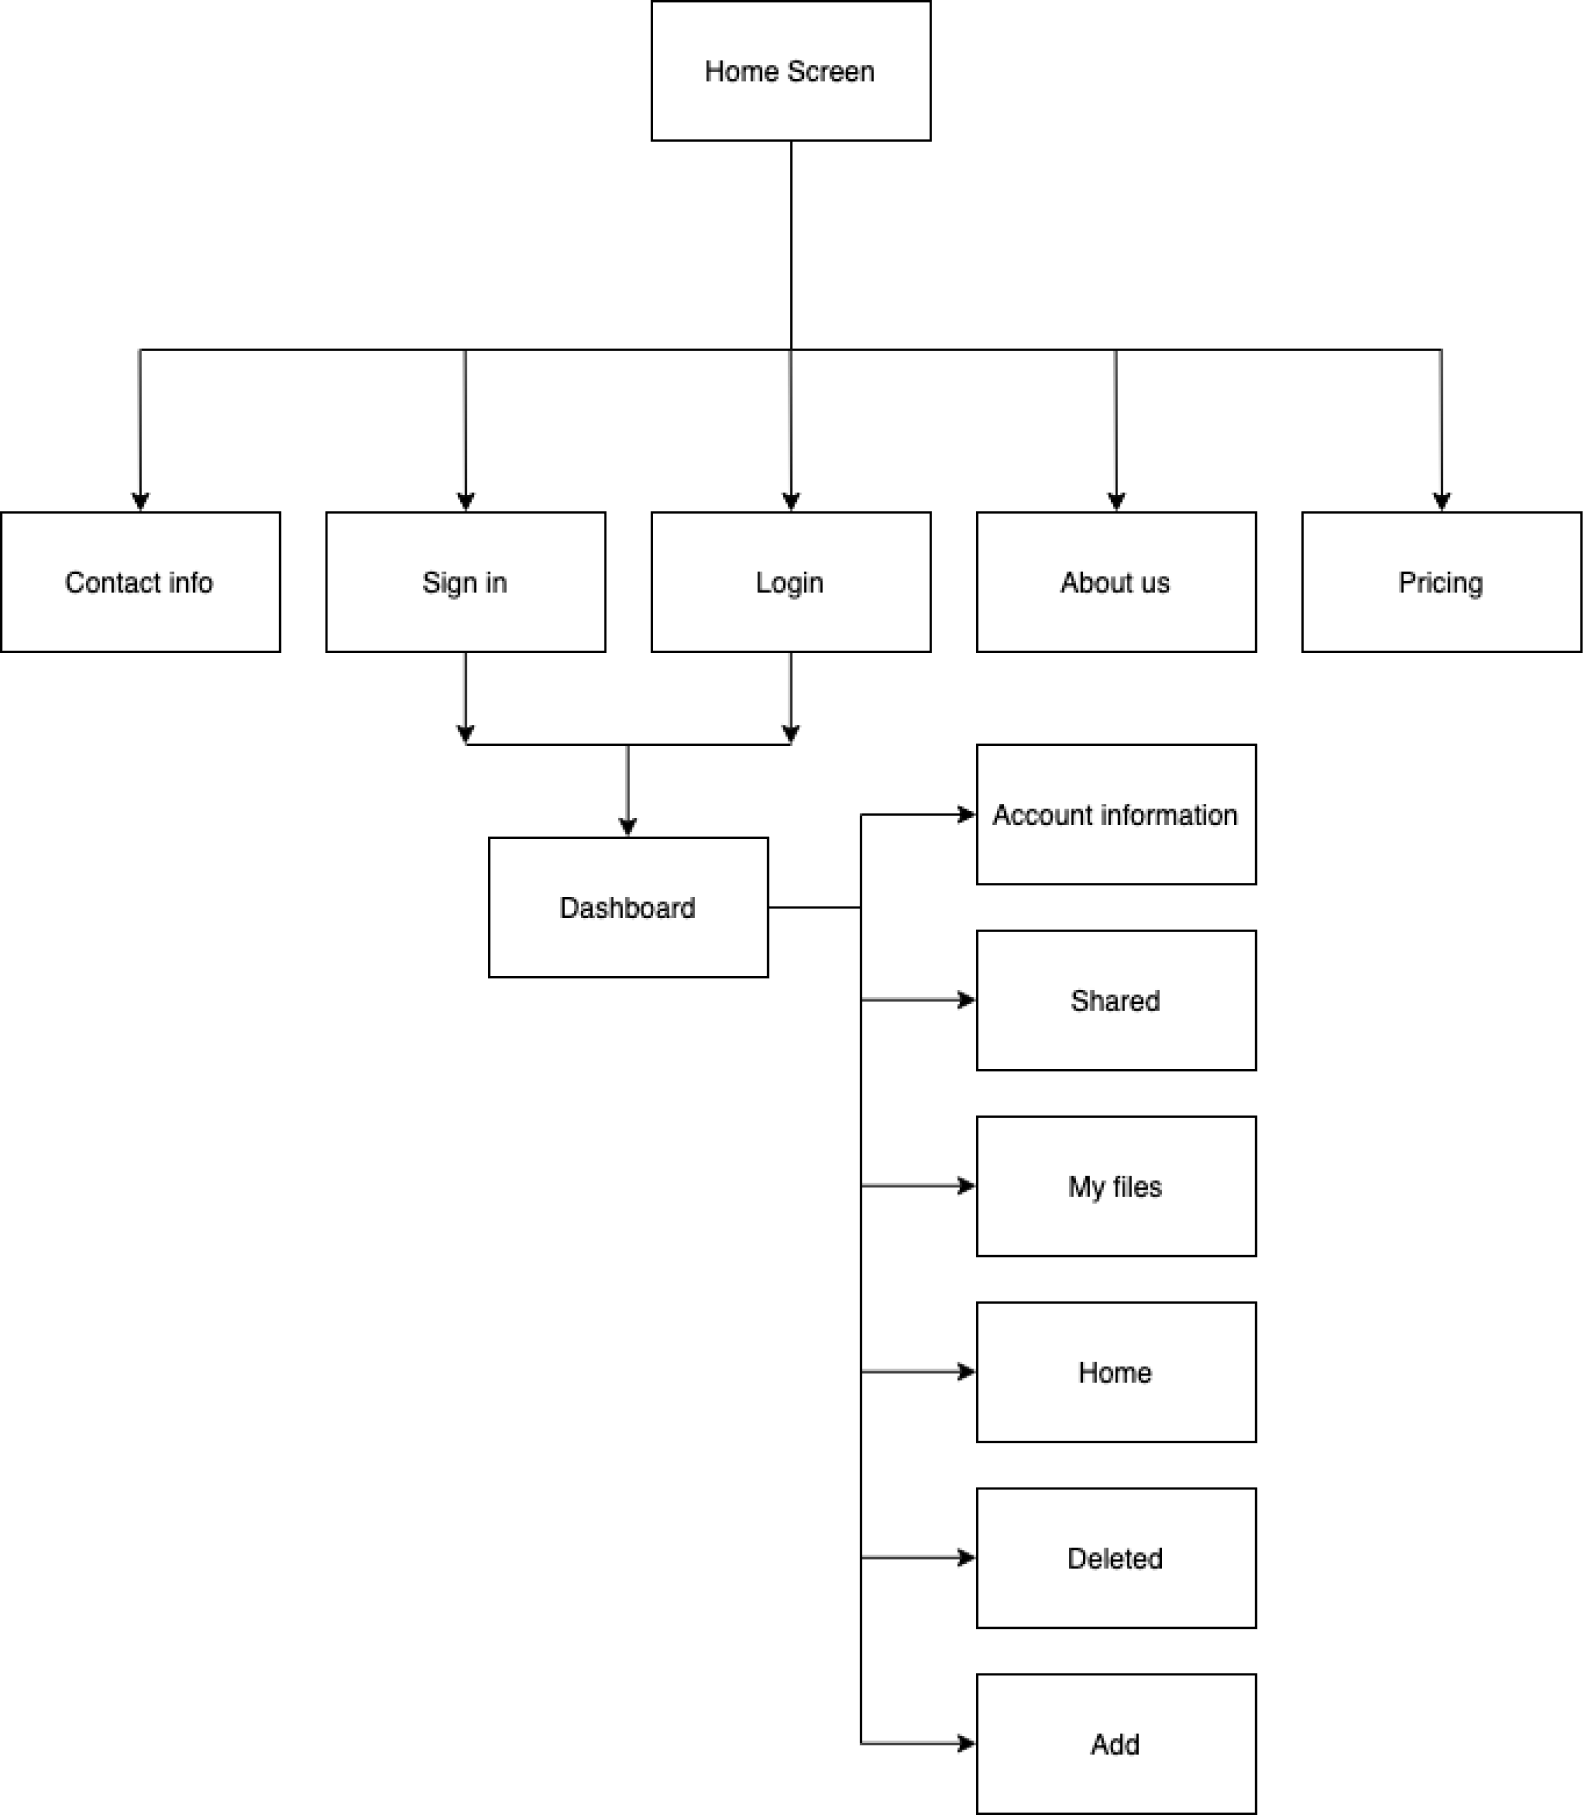 Home Screen
Contact info
Sign in
Login
About us
Pricing
Account information
Dashboard
Shared
My files
Home
Deleted
Add